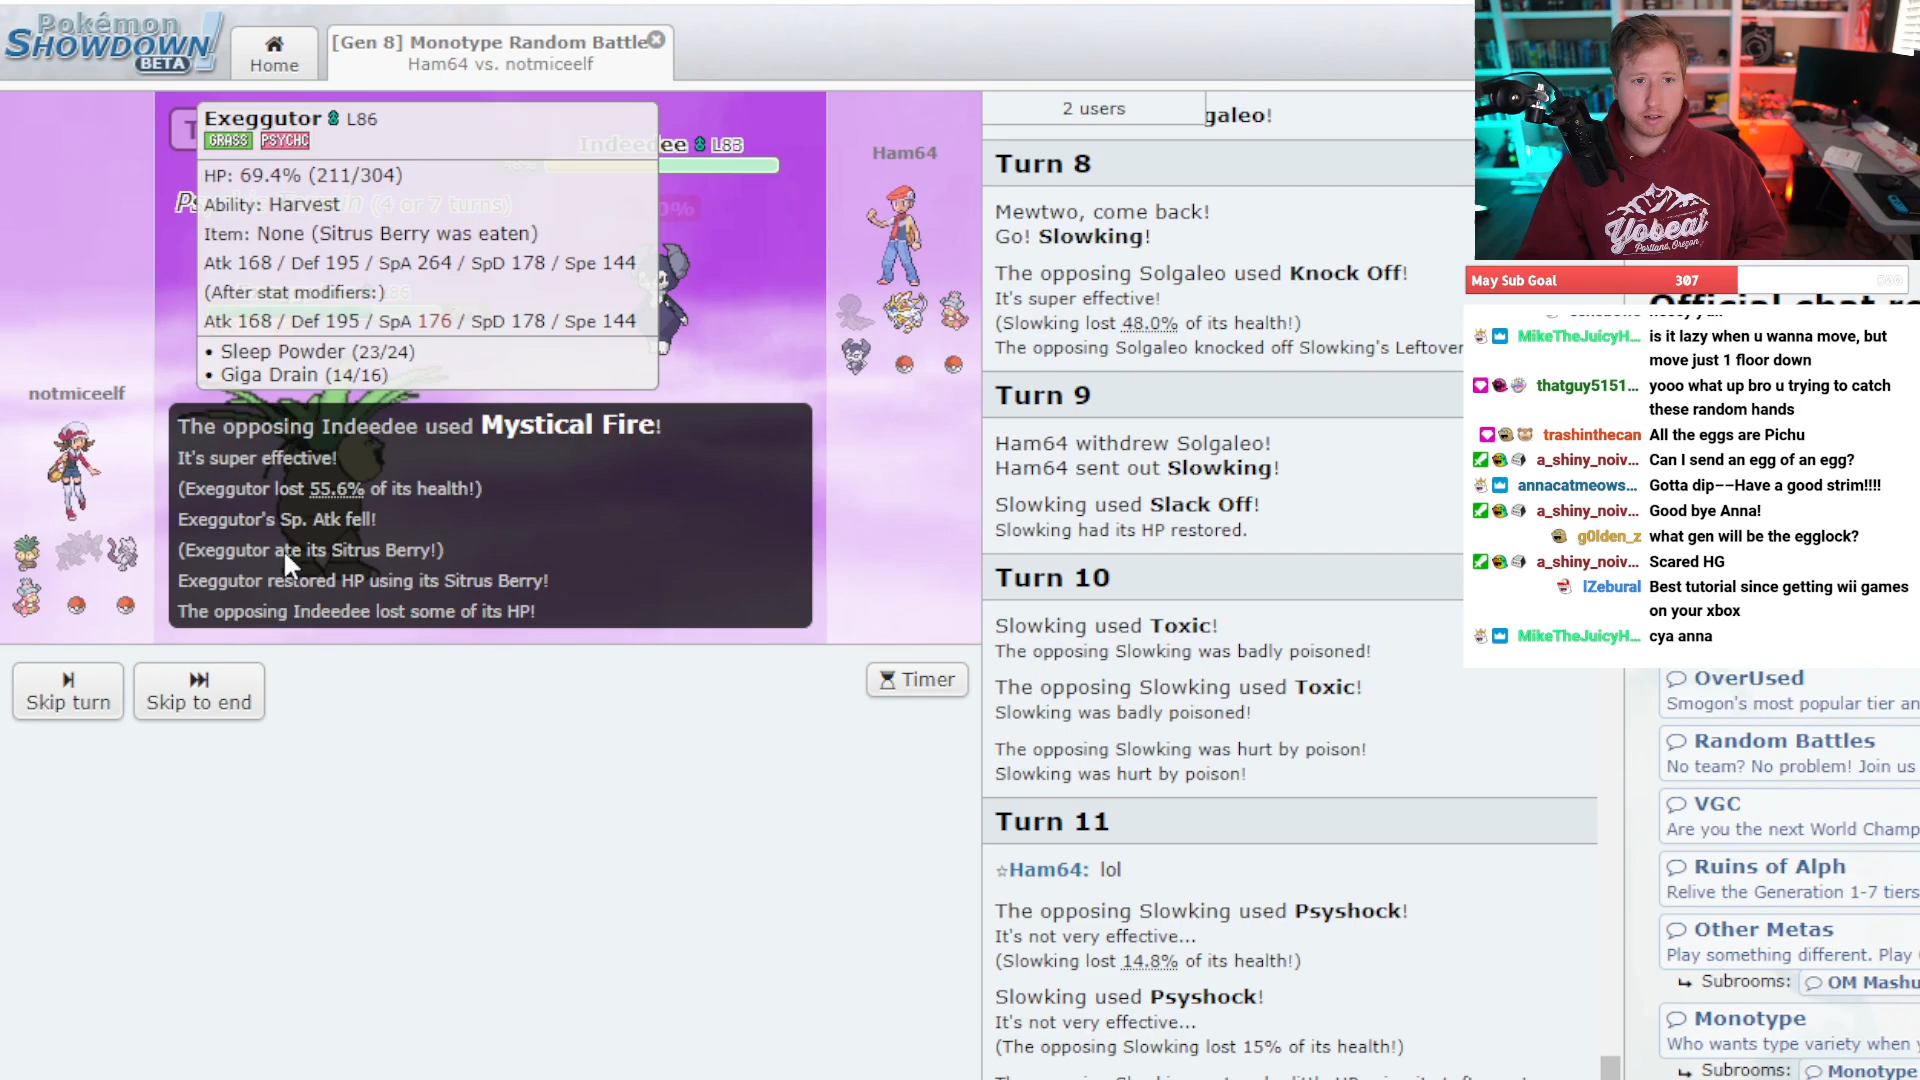 Pokémon
SHOWDOWN!
BETA
Home
[Gen 8] Monotype Random Battle
Ham64 vs. notmiceelf
Exeggutor L86
GRASS PSYCHC
HP: 69.4% (211/304)
Ability: Harvest
Item: None (Sitrus Berry was eaten)
Atk 168 / Def 195 / SpA 264 / SpD 178 / Spe 144
(After stat modifiers:)
Atk 168 / Def 195 / SpA 176 / SpD 178 / Spe 144
• Sleep Powder (23/24)
• Giga Drain (14/16)
Indeedee L83
(4 or 7 turns)
notmiceelf
Ham64
The opposing Indeedee used Mystical Fire!
It's super effective!
(Exeggutor lost 55.6% of its health!)
Exeggutor's Sp. Atk fell!
(Exeggutor ate its Sitrus Berry!)
Exeggutor restored HP using its Sitrus Berry!
The opposing Indeedee lost some of its HP!
Skip turn
Skip to end
Timer
2 users
galeo!
Turn 8
Mewtwo, come back!
Go! Slowking!
The opposing Solgaleo used Knock Off!
It's super effective!
(Slowking lost 48.0% of its health!)
The opposing Solgaleo knocked off Slowking's Leftover
Turn 9
Ham64 withdrew Solgaleo!
Ham64 sent out Slowking!
Slowking used Slack Off!
Slowking had its HP restored.
Turn 10
Slowking used Toxic!
The opposing Slowking was badly poisoned!
The opposing Slowking used Toxic!
Slowking was badly poisoned!
The opposing Slowking was hurt by poison!
Slowking was hurt by poison!
Turn 11
☆Ham64: lol
The opposing Slowking used Psyshock!
It's not very effective...
(Slowking lost 14.8% of its health!)
Slowking used Psyshock!
It's not very effective...
(The opposing Slowking lost 15% of its health!)
Yobeat
Portland, Oregon
May Sub Goal 307
Official chat
MikeTheJuicyH... is it lazy when u wanna move, but
move just 1 floor down
thatguy5151... yooo what up bro u trying to catch
these random hands
trashinthecan All the eggs are Pichu
a_shiny_noiv... Can I send an egg of an egg?
annacatmeows... Gotta dip--Have a good strim!!!!
a_shiny_noiv... Good bye Anna!
g0lden_z what gen will be the egglock?
a_shiny_noiv... Scared HG
lZebural Best tutorial since getting wii games
on your xbox
MikeTheJuicyH... cya anna
OverUsed
Smogon's most popular tier an
Random Battles
No team? No problem! Join us
VGC
Are you the next World Champ
Ruins of Alph
Relive the Generation 1-7 tiers
Other Metas
Play something different. Play
Subrooms: OM Mashu
Monotype
Who wants type variety when y
Subrooms: Monotype